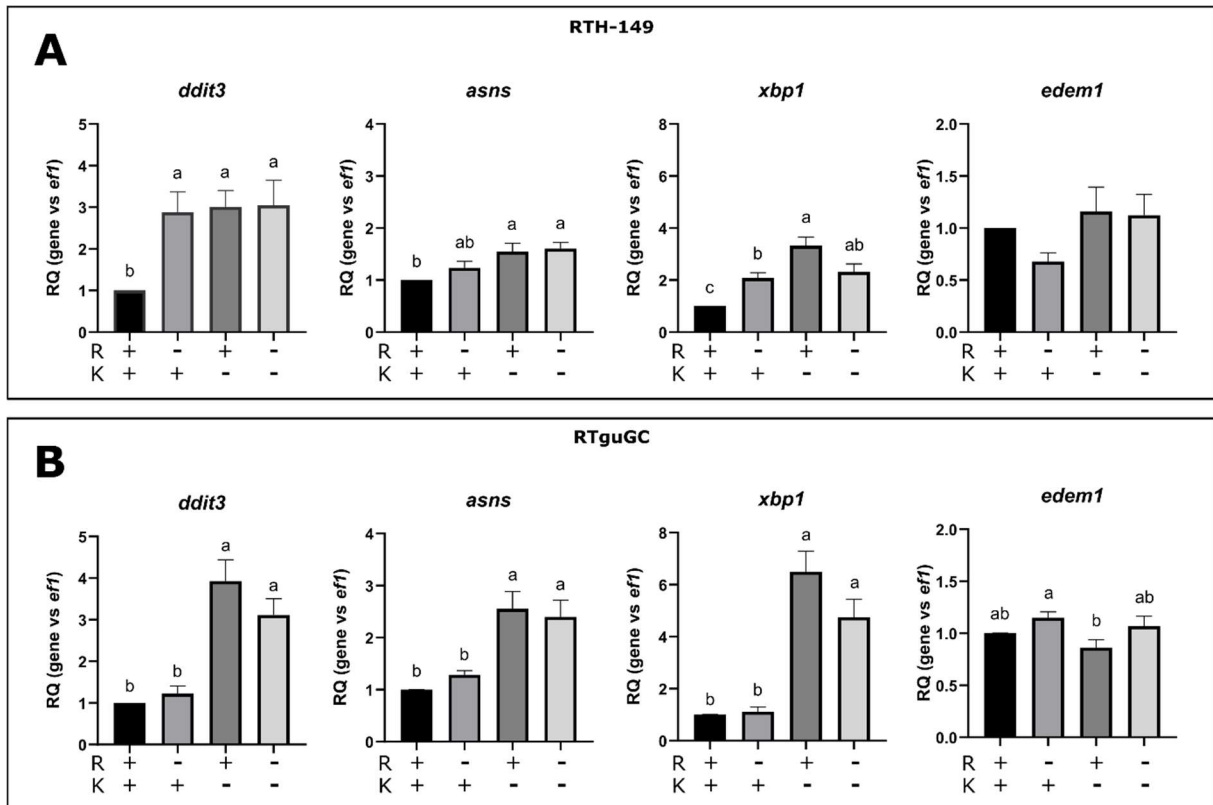 RTH-149
A
ddit3
asns
xbp1
edem1
RQ (gene vs ef1)
5
4
3
2
1
0
b
a
a
a
RQ (gene vs ef1)
4
3
2
1
0
b
ab
a
a
RQ (gene vs ef1)
8
6
4
2
0
c
b
a
ab
RQ (gene vs ef1)
2.0
1.5
1.0
0.5
0.0
R + - + -
K + + - -
R + - + -
K + + - -
R + - + -
K + + - -
R + - + -
K + + - -
RTguGC
B
ddit3
asns
xbp1
edem1
RQ (gene vs ef1)
5
4
3
2
1
0
b
b
a
a
RQ (gene vs ef1)
4
3
2
1
0
b
b
a
a
RQ (gene vs ef1)
8
6
4
2
0
b
b
a
a
RQ (gene vs ef1)
2.0
1.5
1.0
0.5
0.0
ab
a
b
ab
R + - + -
K + + - -
R + - + -
K + + - -
R + - + -
K + + - -
R + - + -
K + + - -